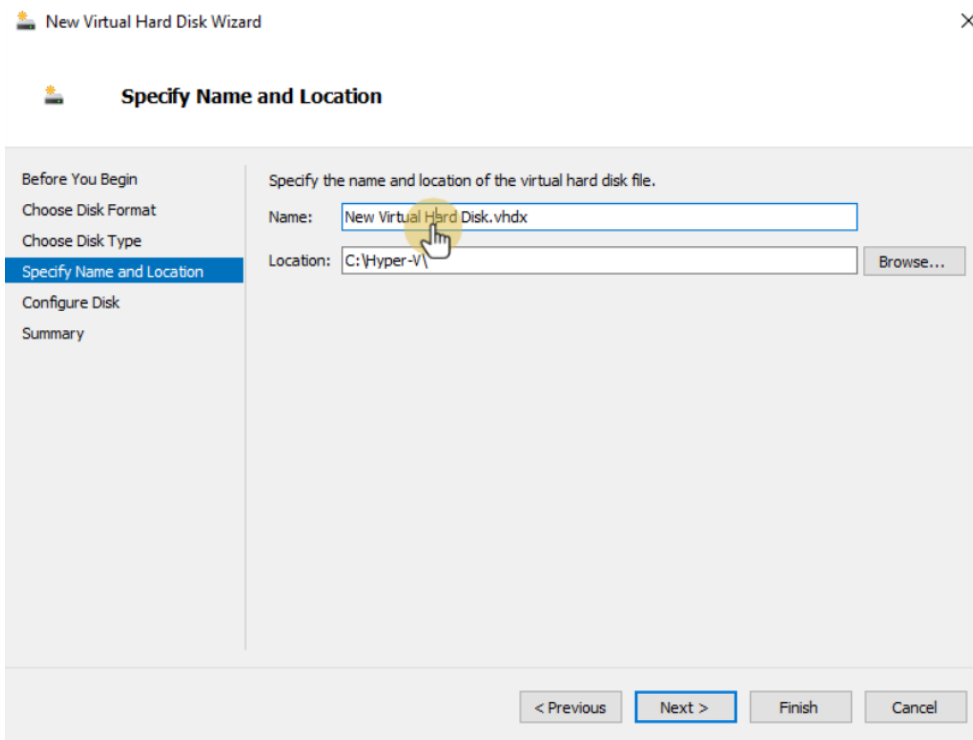 New Virtual Hard Disk Wizard
Specify Name and Location
Before You Begin
Choose Disk Format
Choose Disk Type
Specify Name and Location
Configure Disk
Summary
Specify the name and location of the virtual hard disk file.
Name: New Virtual Hard Disk.vhdx
Location: C:\Hyper-V\ Browse...
< Previous Next > Finish Cancel